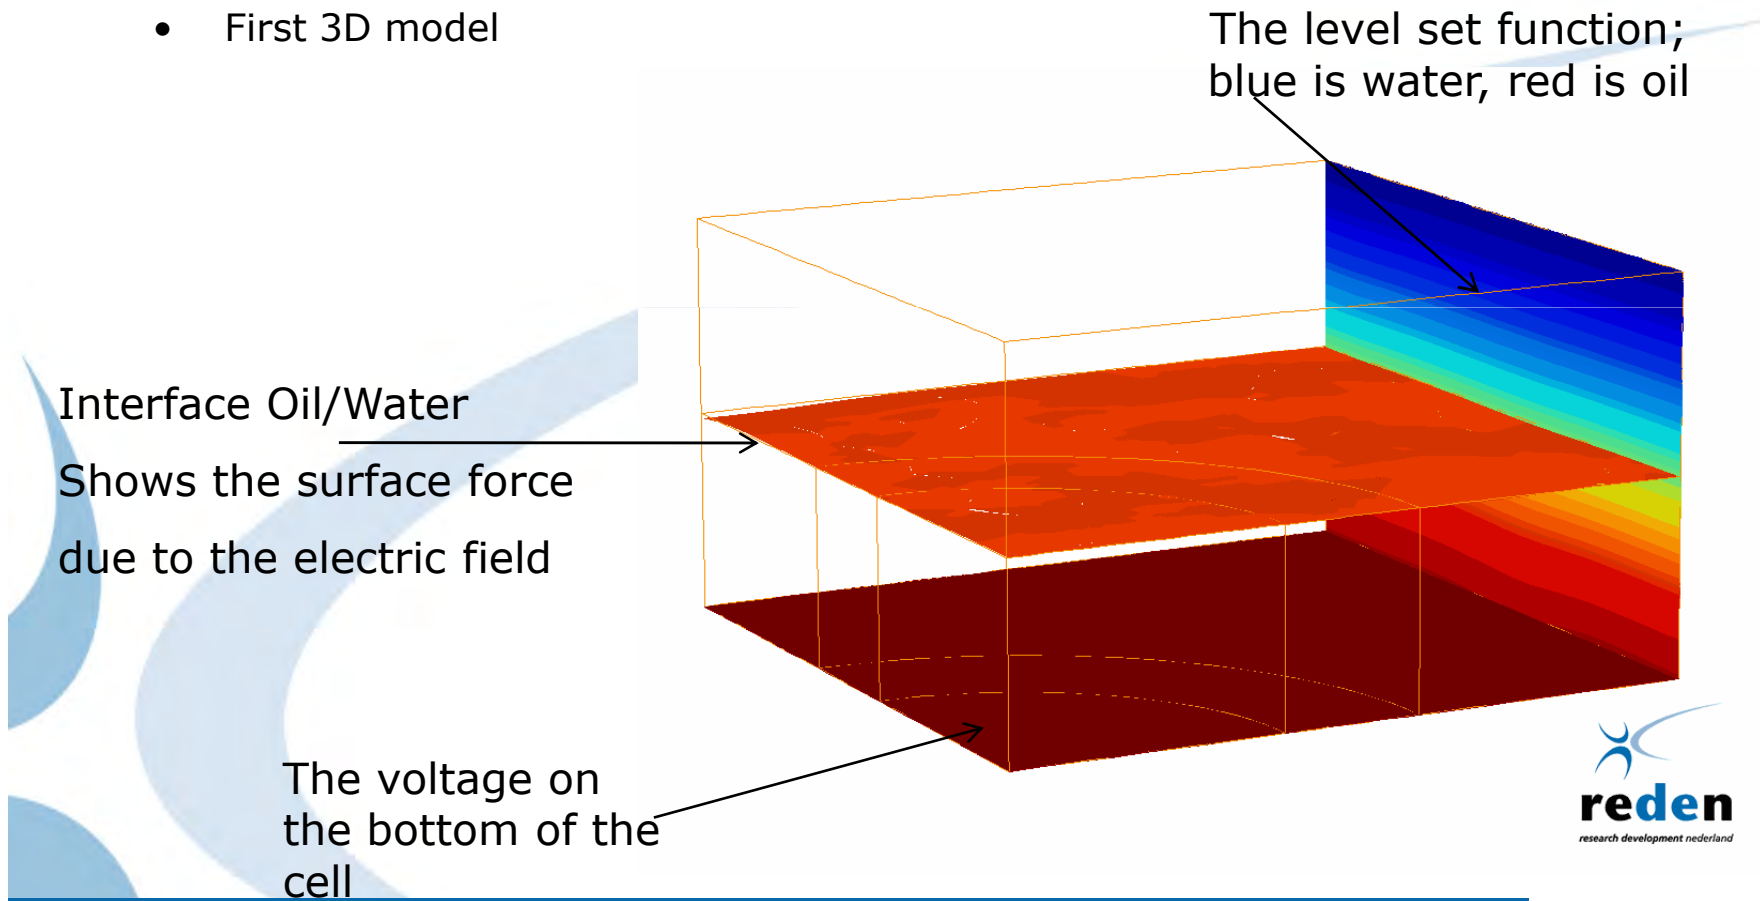 • First 3D model
The level set function;
blue is water, red is oil
Interface Oil/Water
Shows the surface force
due to the electric field
The voltage on
the bottom of the
cell
reden
research development nederland